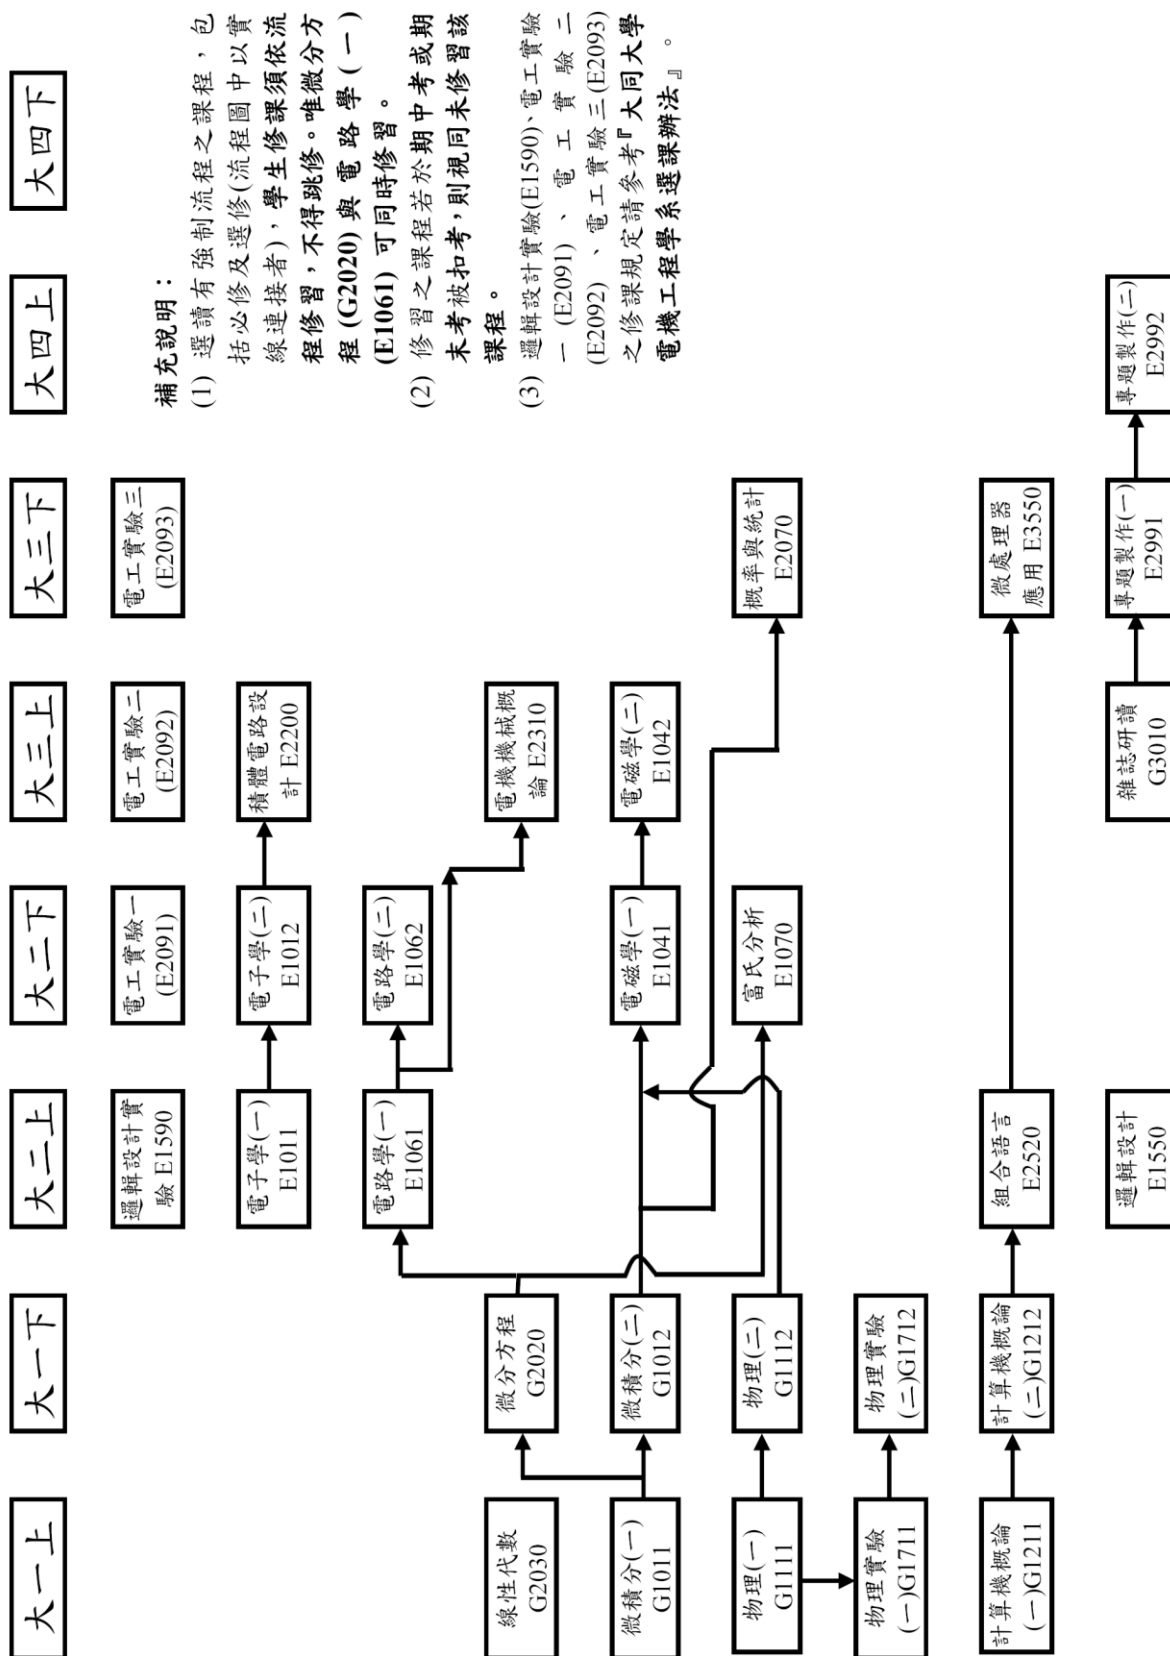 大一上
大一下
大二上
大二下
大三上
大三下
大四上
大四下
邏輯設計實
驗 E1590
電工實驗一
(E2091)
電工實驗二
(E2092)
電工實驗三
(E2093)
補充說明：
(1) 選讀有強制流程之課程，包
括必修及選修(流程圖中以實
線連接者)，學生修課須依流
程修習，不得跳修。唯微分方
程 (G2020) 與 電 路 學 ( 一 )
(E1061) 可同時修習。
(2) 修習之課程若於期中考或期
末考被扣考，則視同未修習該
課程。
(3) 邏輯設計實驗(E1590)、電工實驗
一 (E2091) 、 電 工 實 驗 二
(E2092) 、電工實驗三(E2093)
之修課規定請參考『大同大學
電機工程學系選課辦法』。
電子學(一)
E1011
電子學(二)
E1012
積體電路設
計 E2200
電路學(一)
E1061
電路學(二)
E1062
線性代數
G2030
微分方程
G2020
電機機械概
論 E2310
微積分(一)
G1011
微積分(二)
G1012
電磁學(一)
E1041
電磁學(二)
E1042
物理(一)
G1111
物理(二)
G1112
富氏分析
E1070
概率與統計
E2070
物理實驗
(一)G1711
物理實驗
(二)G1712
計算機概論
(一)G1211
計算機概論
(二)G1212
組合語言
E2520
微處理器
應用 E3550
邏輯設計
E1550
雜誌研讀
G3010
專題製作(一)
E2991
專題製作(二)
E2992